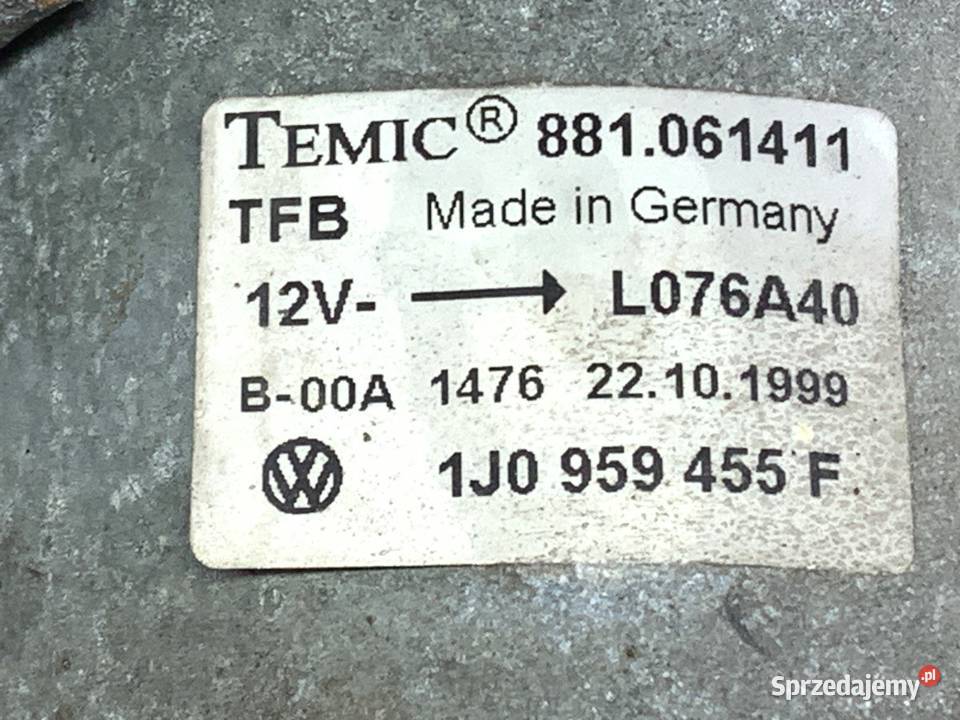 TEMIC® 881.061411
TFB Made in Germany
12V- → L076A40
B-00A 1476 22.10.1999
VW 1J0 959 455 F
Sprzedajemy.pl